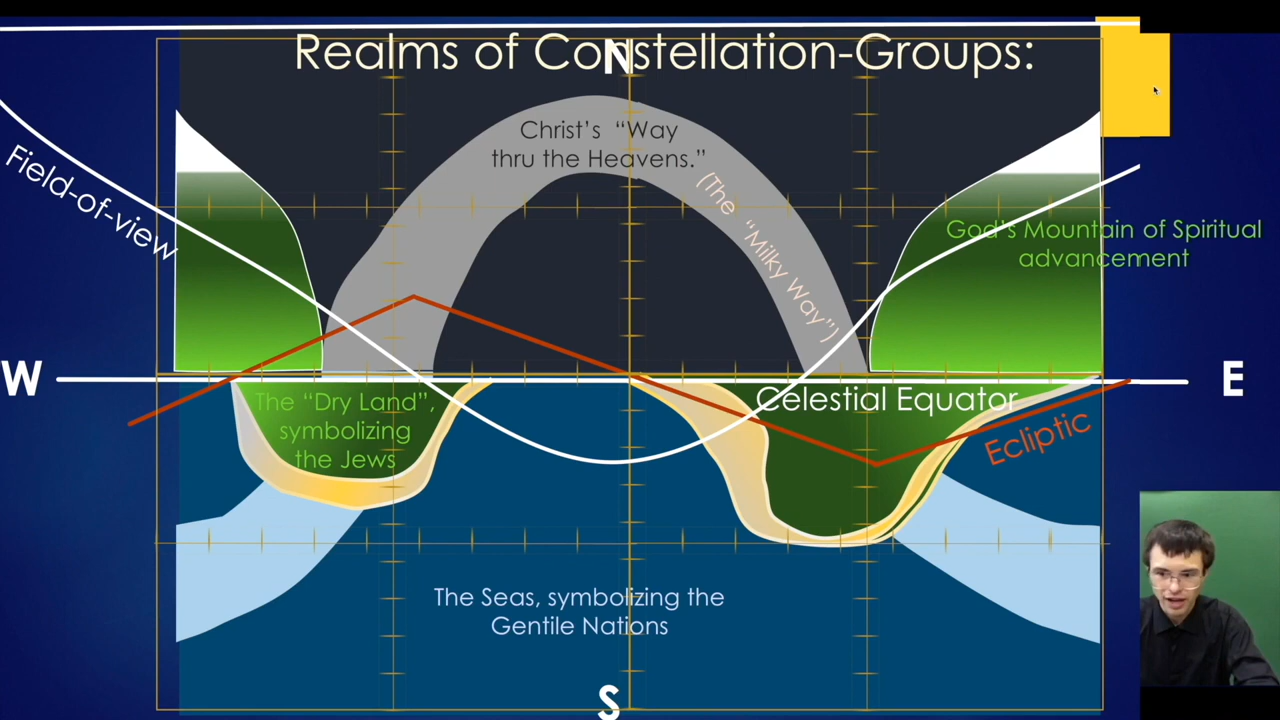 Realms of Constellation-Groups:
N
Christ's "Way
thru the Heavens."
(The "Milky Way")
Field-of-view
God's Mountain of Spiritual
advancement
W
E
The "Dry Land",
symbolizing
the Jews
Celestial Equator
Ecliptic
The Seas, symbolizing the
Gentile Nations
S